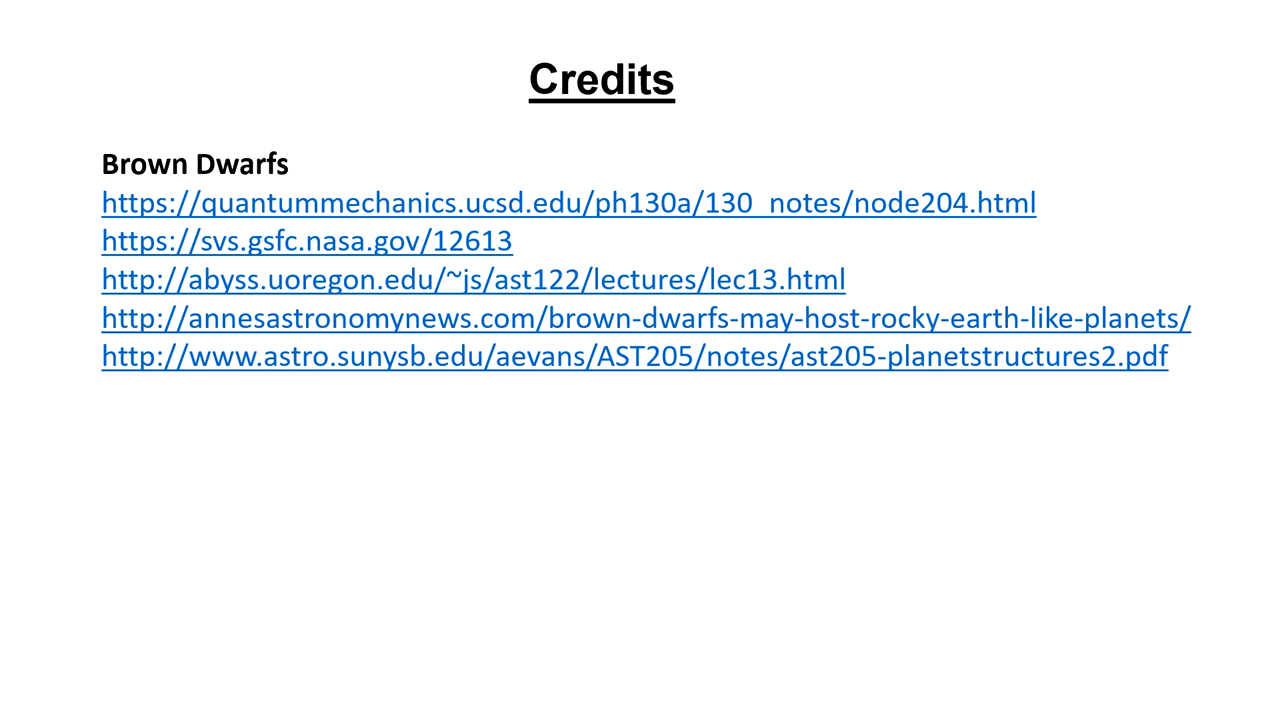 Credits
Brown Dwarfs
https://quantummechanics.ucsd.edu/ph130a/130_notes/node204.html
https://svs.gsfc.nasa.gov/12613
http://abyss.uoregon.edu/~js/ast122/lectures/lec13.html
http://annesastronomynews.com/brown-dwarfs-may-host-rocky-earth-like-planets/
http://www.astro.sunysb.edu/aevans/AST205/notes/ast205-planetstructures2.pdf